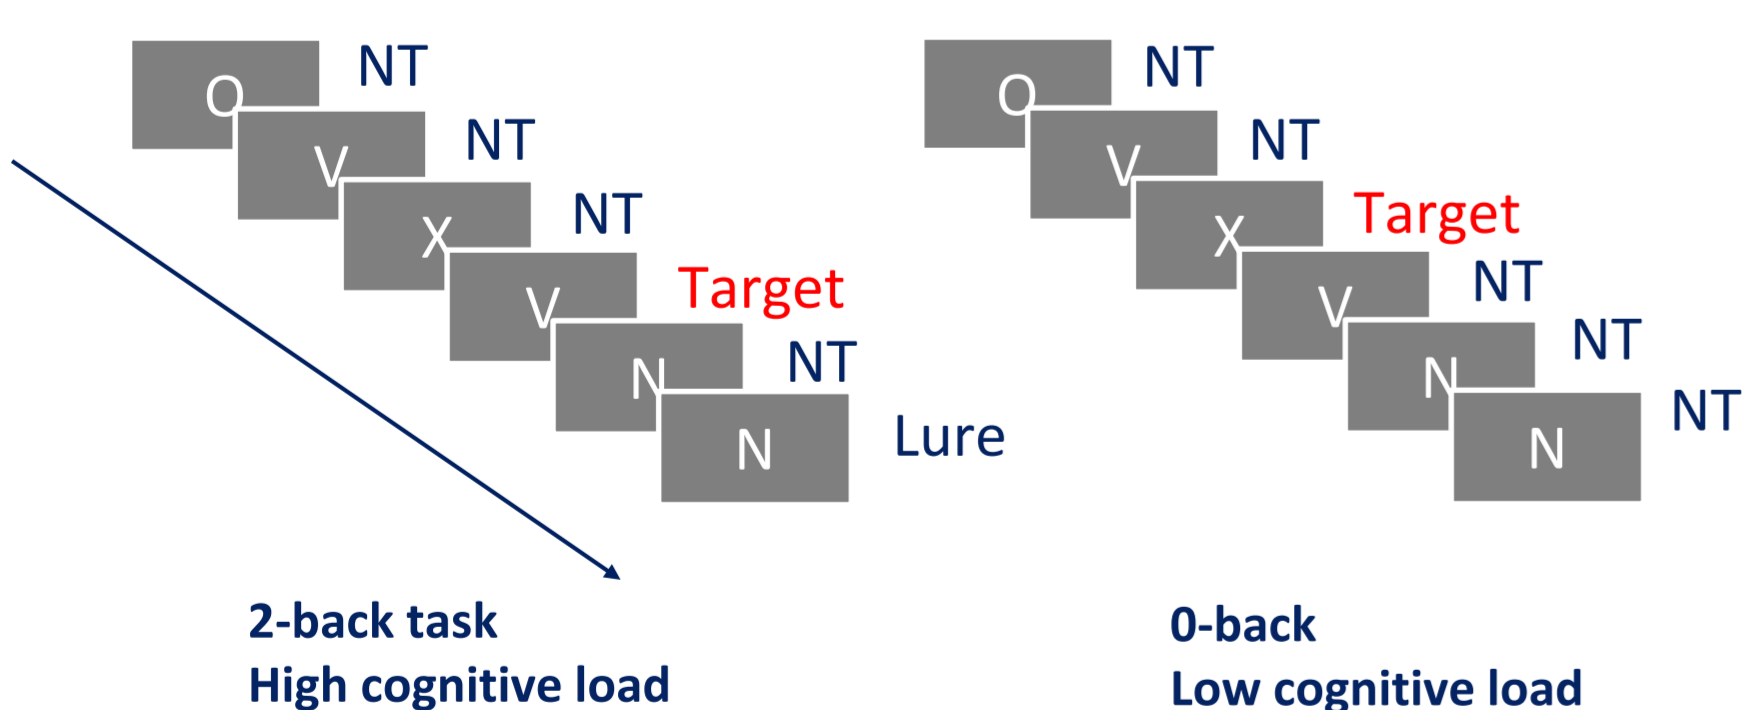 O NT
V NT
X NT
V Target
N NT
N Lure
2-back task
High cognitive load
O NT
V NT
X Target
V NT
N NT
N NT
0-back
Low cognitive load